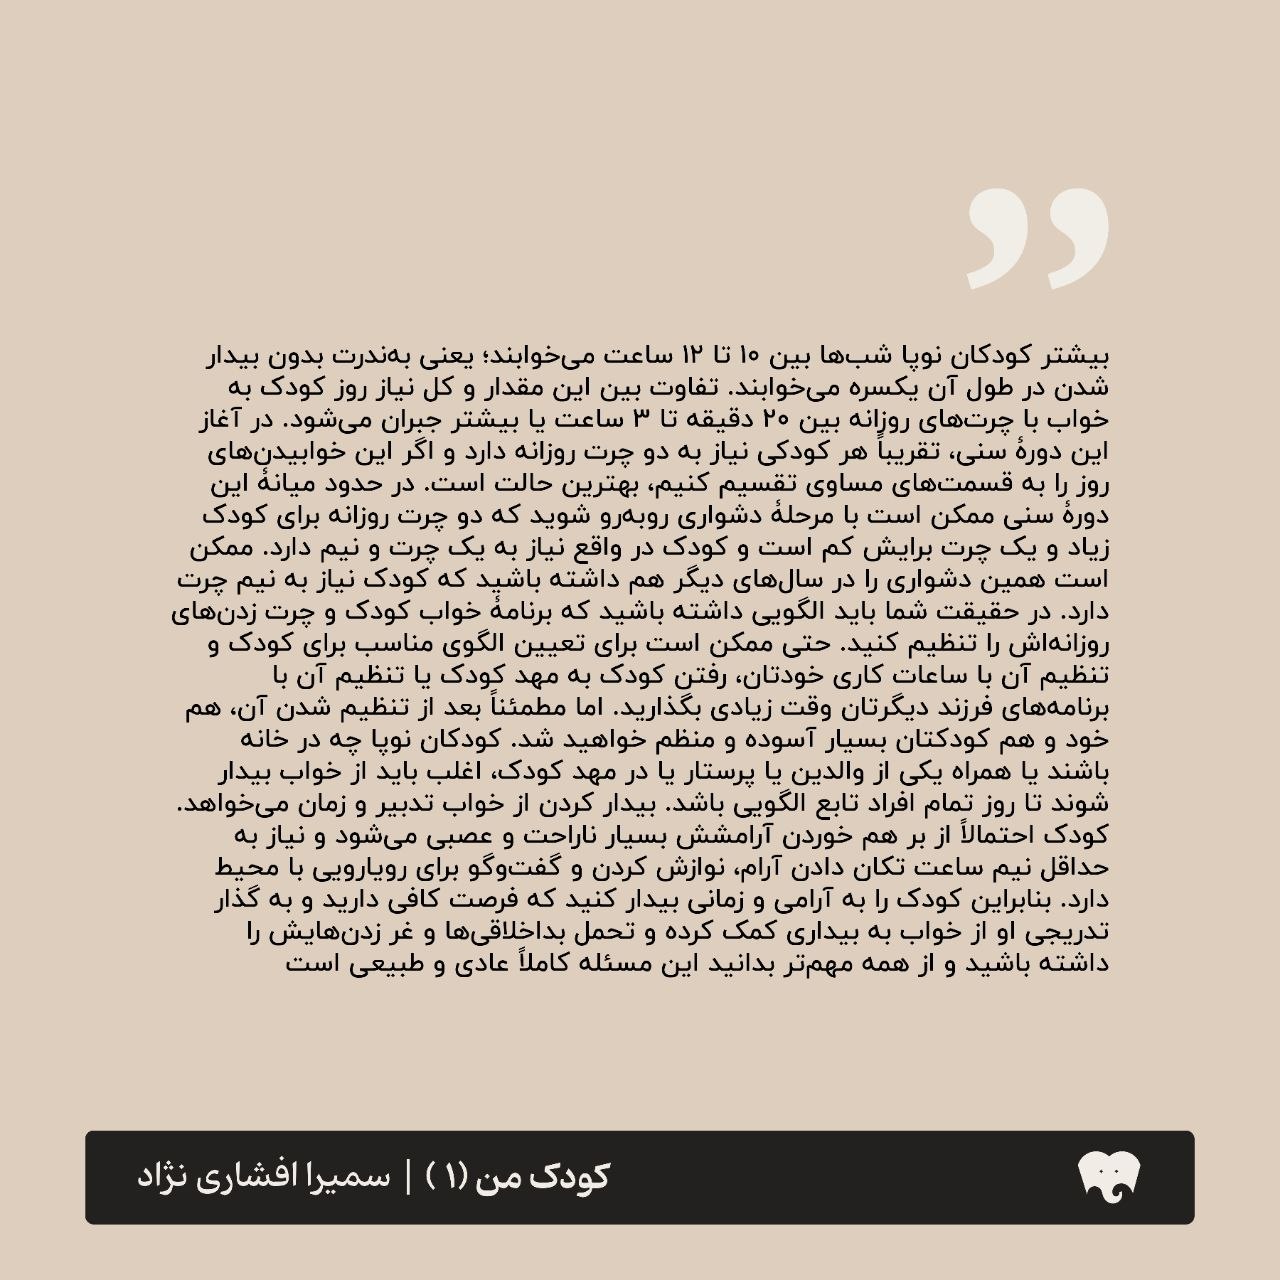 ”
بیشتر کودکان نوپا شب‌ها بین ۱۰ تا ۱۲ ساعت می‌خوابند؛ یعنی به‌ندرت بدون بیدار
شدن در طول آن یکسره می‌خوابند. تفاوت بین این مقدار و کل نیاز روز کودک به
خواب با چرت‌های روزانه بین ۲۰ دقیقه تا ۳ ساعت یا بیشتر جبران می‌شود. در آغاز
این دورهٔ سنی، تقریباً هر کودکی نیاز به دو چرت روزانه دارد و اگر این خوابیدن‌های
روز را به قسمت‌های مساوی تقسیم کنیم، بهترین حالت است. در حدود میانهٔ این
دورهٔ سنی ممکن است با مرحلهٔ دشواری روبه‌رو شوید که دو چرت روزانه برای کودک
زیاد و یک چرت برایش کم است و کودک در واقع نیاز به یک چرت و نیم دارد. ممکن
است همین دشواری را در سال‌های دیگر هم داشته باشید که کودک نیاز به نیم چرت
دارد. در حقیقت شما باید الگویی داشته باشید که برنامهٔ خواب کودک و چرت زدن‌های
روزانه‌اش را تنظیم کنید. حتی ممکن است برای تعیین الگوی مناسب برای کودک و
تنظیم آن با ساعات کاری خودتان، رفتن کودک به مهد کودک یا تنظیم آن با
برنامه‌های فرزند دیگرتان وقت زیادی بگذارید. اما مطمئناً بعد از تنظیم شدن آن، هم
خود و هم کودکتان بسیار آسوده و منظم خواهید شد. کودکان نوپا چه در خانه
باشند یا همراه یکی از والدین یا پرستار یا در مهد کودک، اغلب باید از خواب بیدار
شوند تا روز تمام افراد تابع الگویی باشد. بیدار کردن از خواب تدبیر و زمان می‌خواهد.
کودک احتمالاً از بر هم خوردن آرامشش بسیار ناراحت و عصبی می‌شود و نیاز به
حداقل نیم ساعت تکان دادن آرام، نوازش کردن و گفت‌وگو برای رویارویی با محیط
دارد. بنابراین کودک را به آرامی و زمانی بیدار کنید که فرصت کافی دارید و به گذار
تدریجی او از خواب به بیداری کمک کرده و تحمل بداخلاقی‌ها و غر زدن‌هایش را
داشته باشید و از همه مهم‌تر بدانید این مسئله کاملاً عادی و طبیعی است
کودک من (۱ ) | سمیرا افشاری نژاد